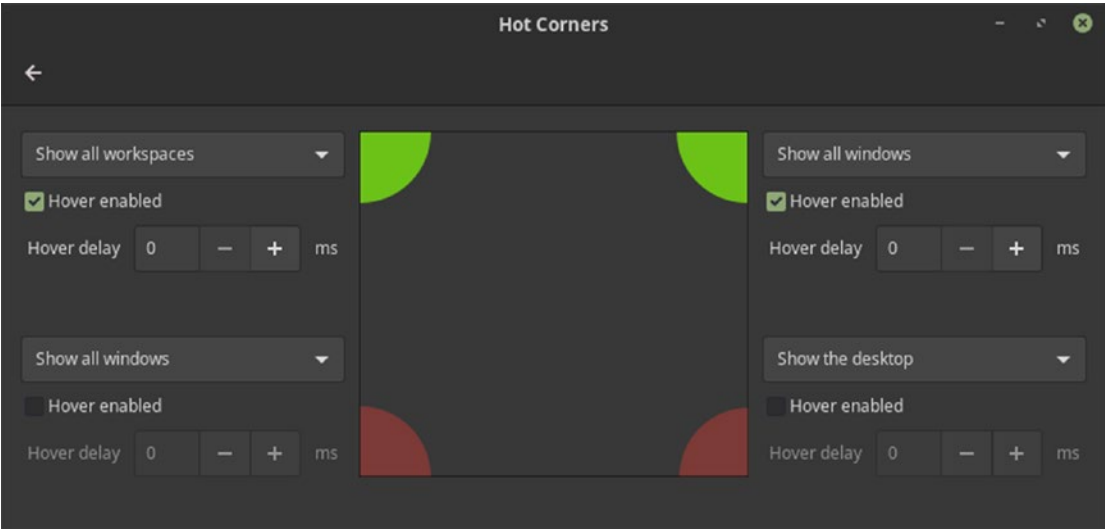 Hot Corners
Show all workspaces
Hover enabled
Hover delay 0 − + ms
Show all windows
Hover enabled
Hover delay 0 − + ms
Show all windows
Hover enabled
Hover delay 0 − + ms
Show the desktop
Hover enabled
Hover delay 0 − + ms